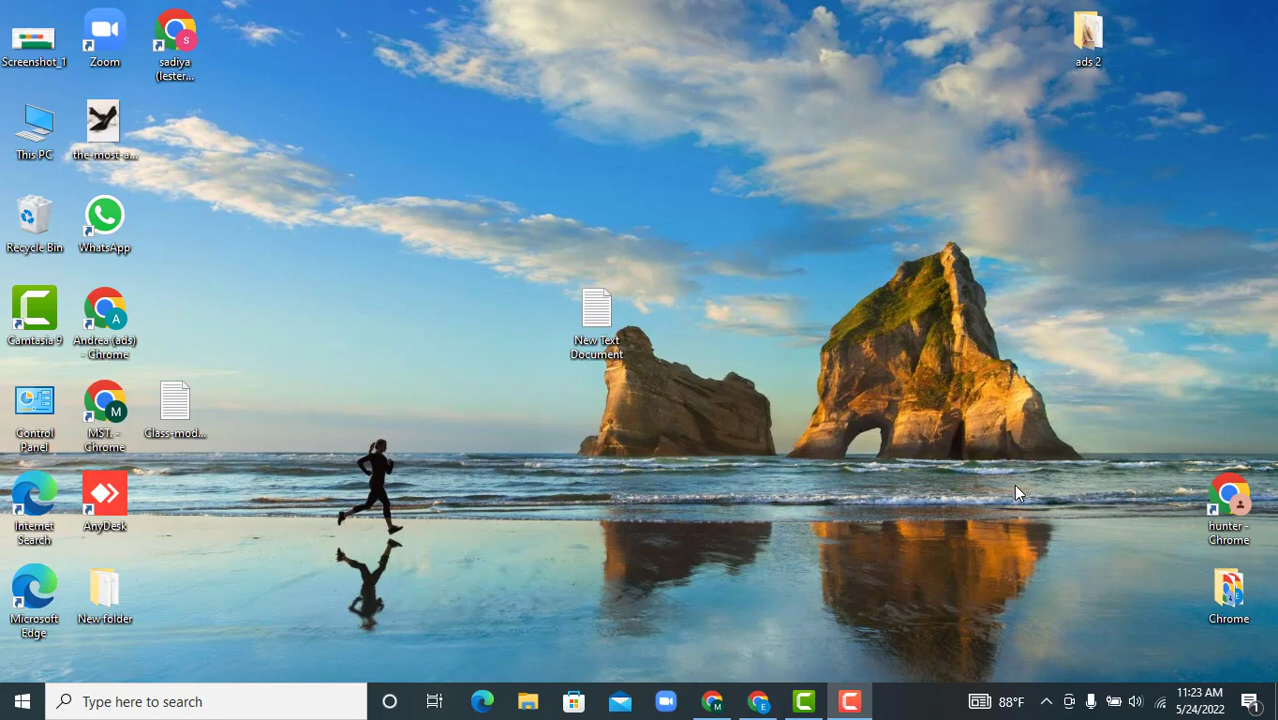 Screenshot_1
Zoom
sadiya
(lester...
ads 2
This PC
the-most-a...
Recycle Bin
WhatsApp
New Text
Document
Camtasia 9
Andrea (ads)
- Chrome
Control
Panel
MST. -
Chrome
Class-mod...
Internet
Search
AnyDesk
hunter -
Chrome
Microsoft
Edge
New folder
Chrome
Type here to search
88°F
11:23 AM
5/24/2022